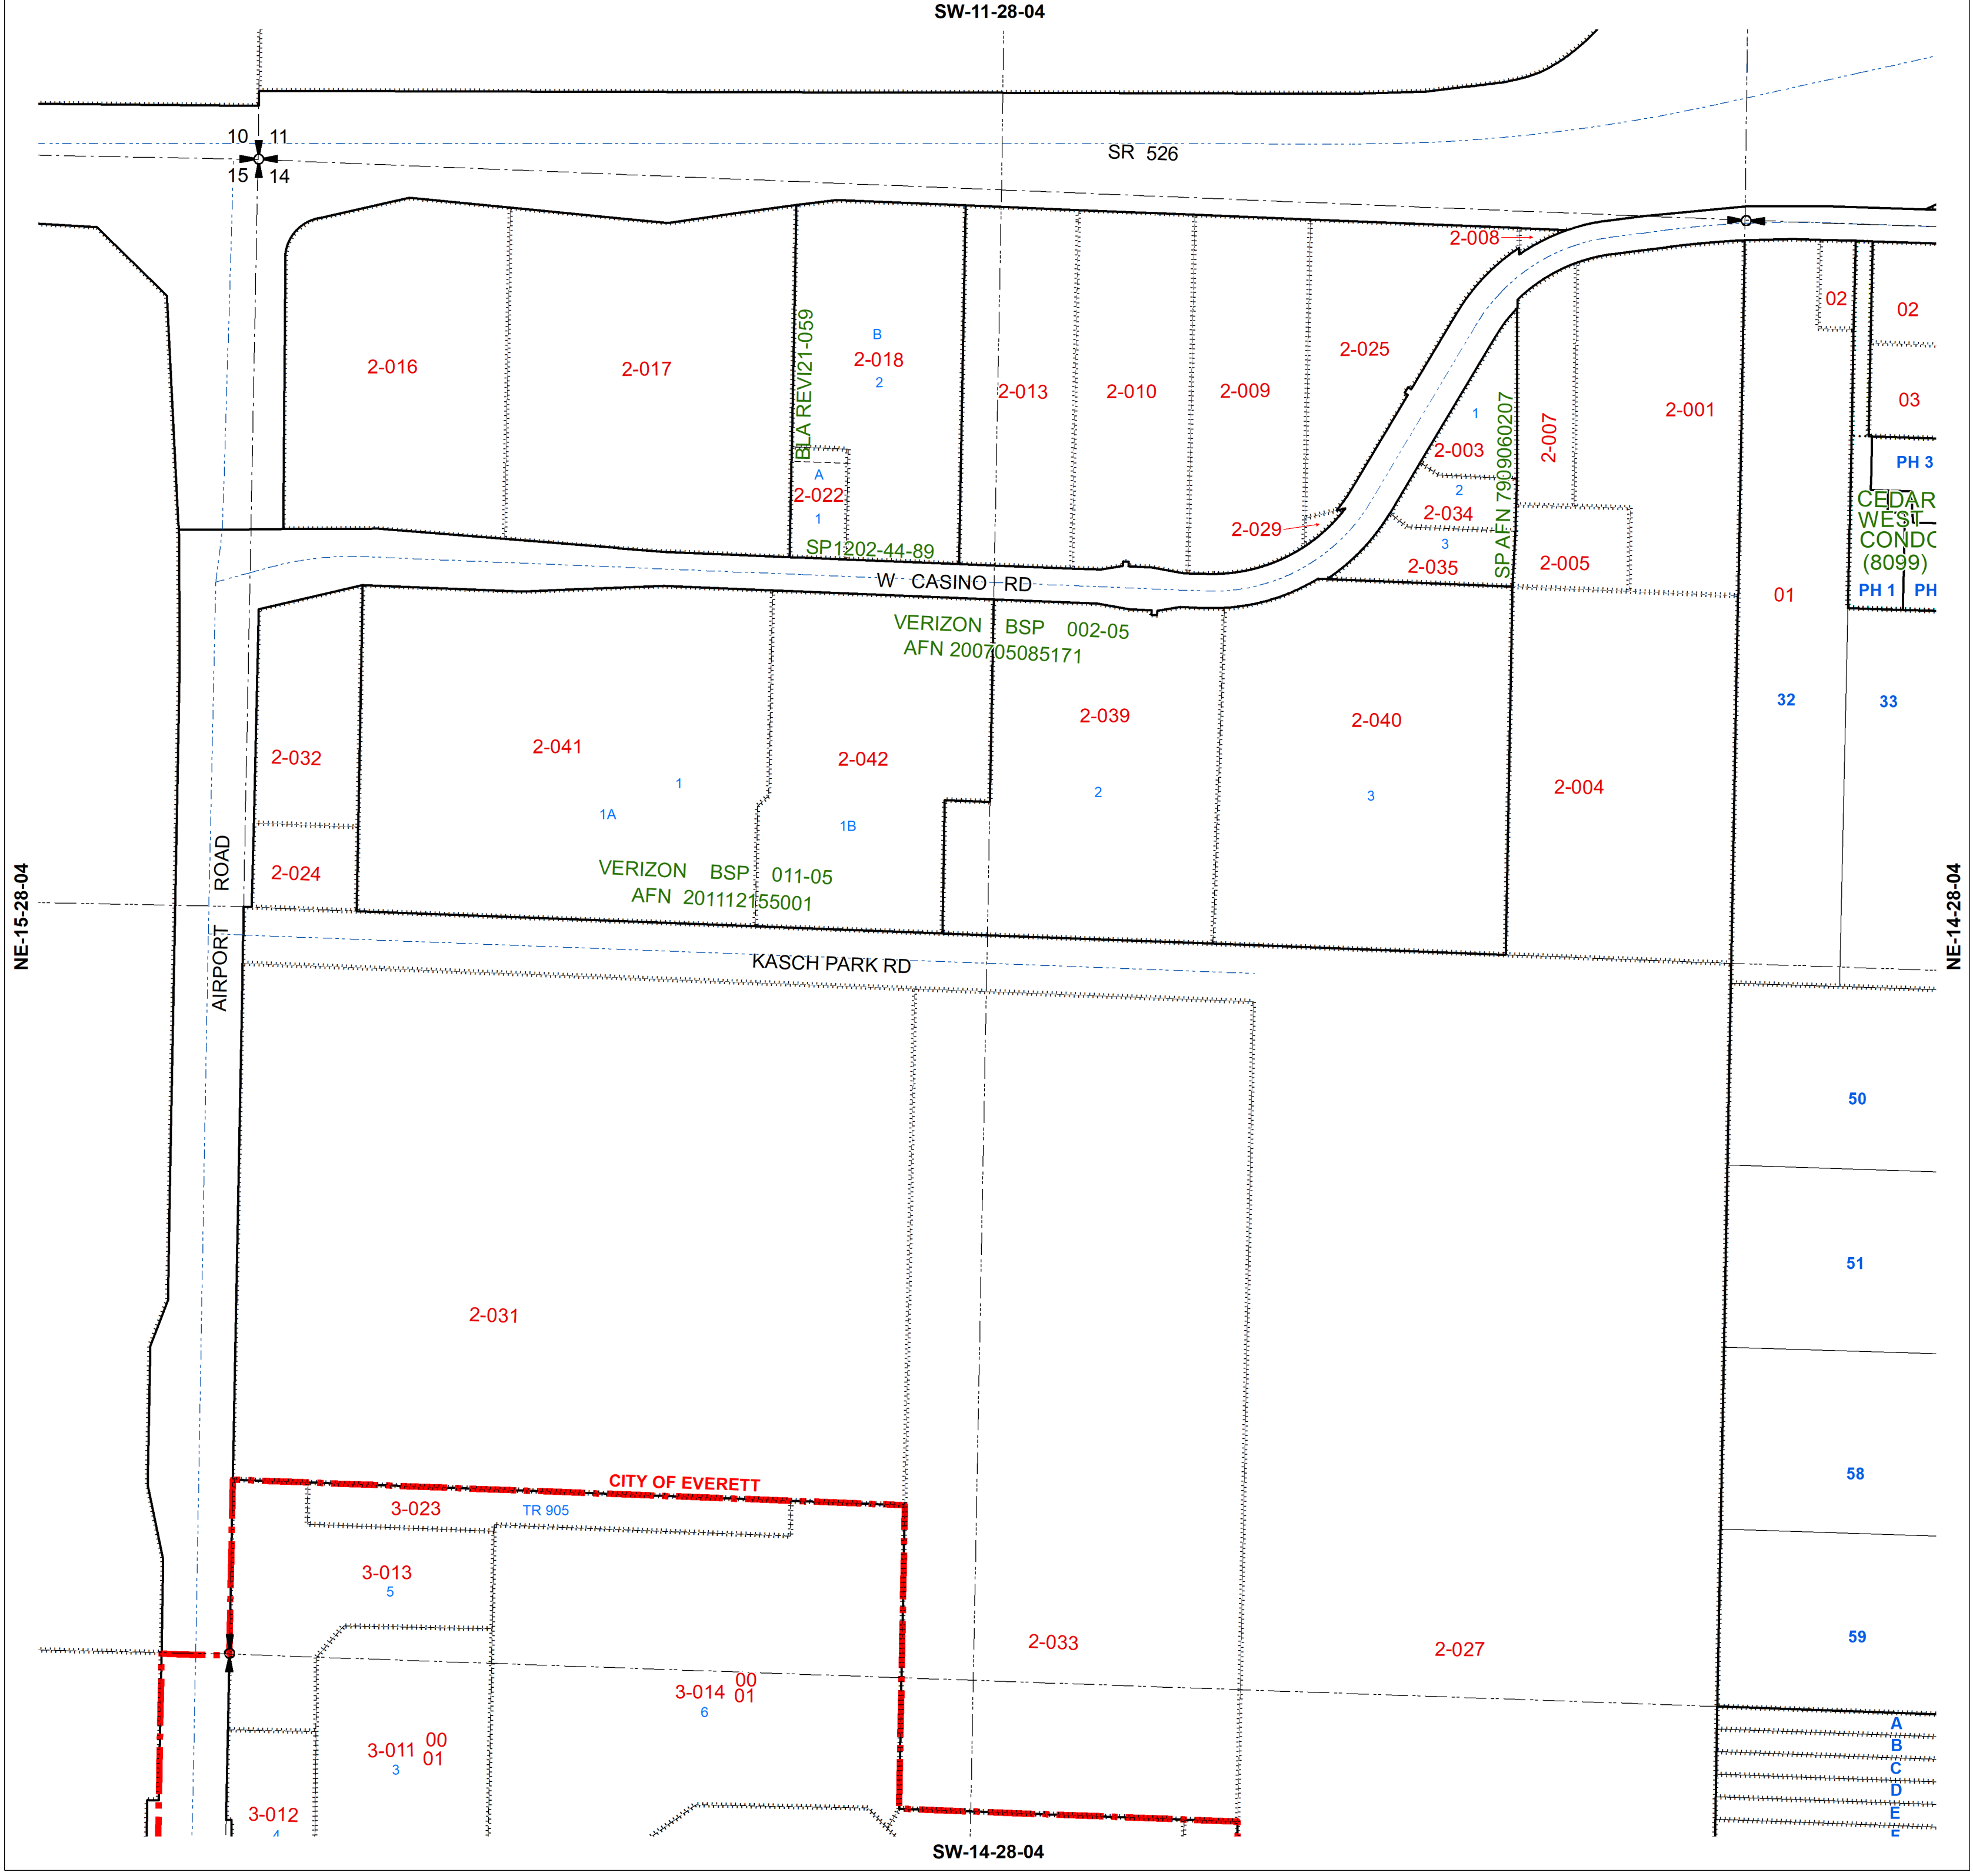 SW-11-28-04
10 11
15 14
SR 526
2-008
2-016
2-017
BLA REVI21-059
B
2-018
2
2-013
2-010
2-009
2-025
1
2-003
SP AFN 7909060207
2-007
2-001
02
02
03
A
2-022
1
SP1202-44-89
2-029
2
2-034
3
2-035
2-005
PH 3
CEDAR
WEST
CONDO
(8099)
PH 1
PH
01
W CASINO RD
VERIZON BSP 002-05
AFN 200705085171
2-032
2-041
1
1A
2-042
1B
2-039
2
2-040
3
2-004
32
33
2-024
VERIZON BSP 011-05
AFN 201112155001
AIRPORT ROAD
NE-15-28-04
NE-14-28-04
KASCH PARK RD
50
51
2-031
58
CITY OF EVERETT
3-023
TR 905
3-013
5
2-033
2-027
59
3-014 00
01
6
3-011 00
01
3
3-012
4
A
B
C
D
E
F
SW-14-28-04